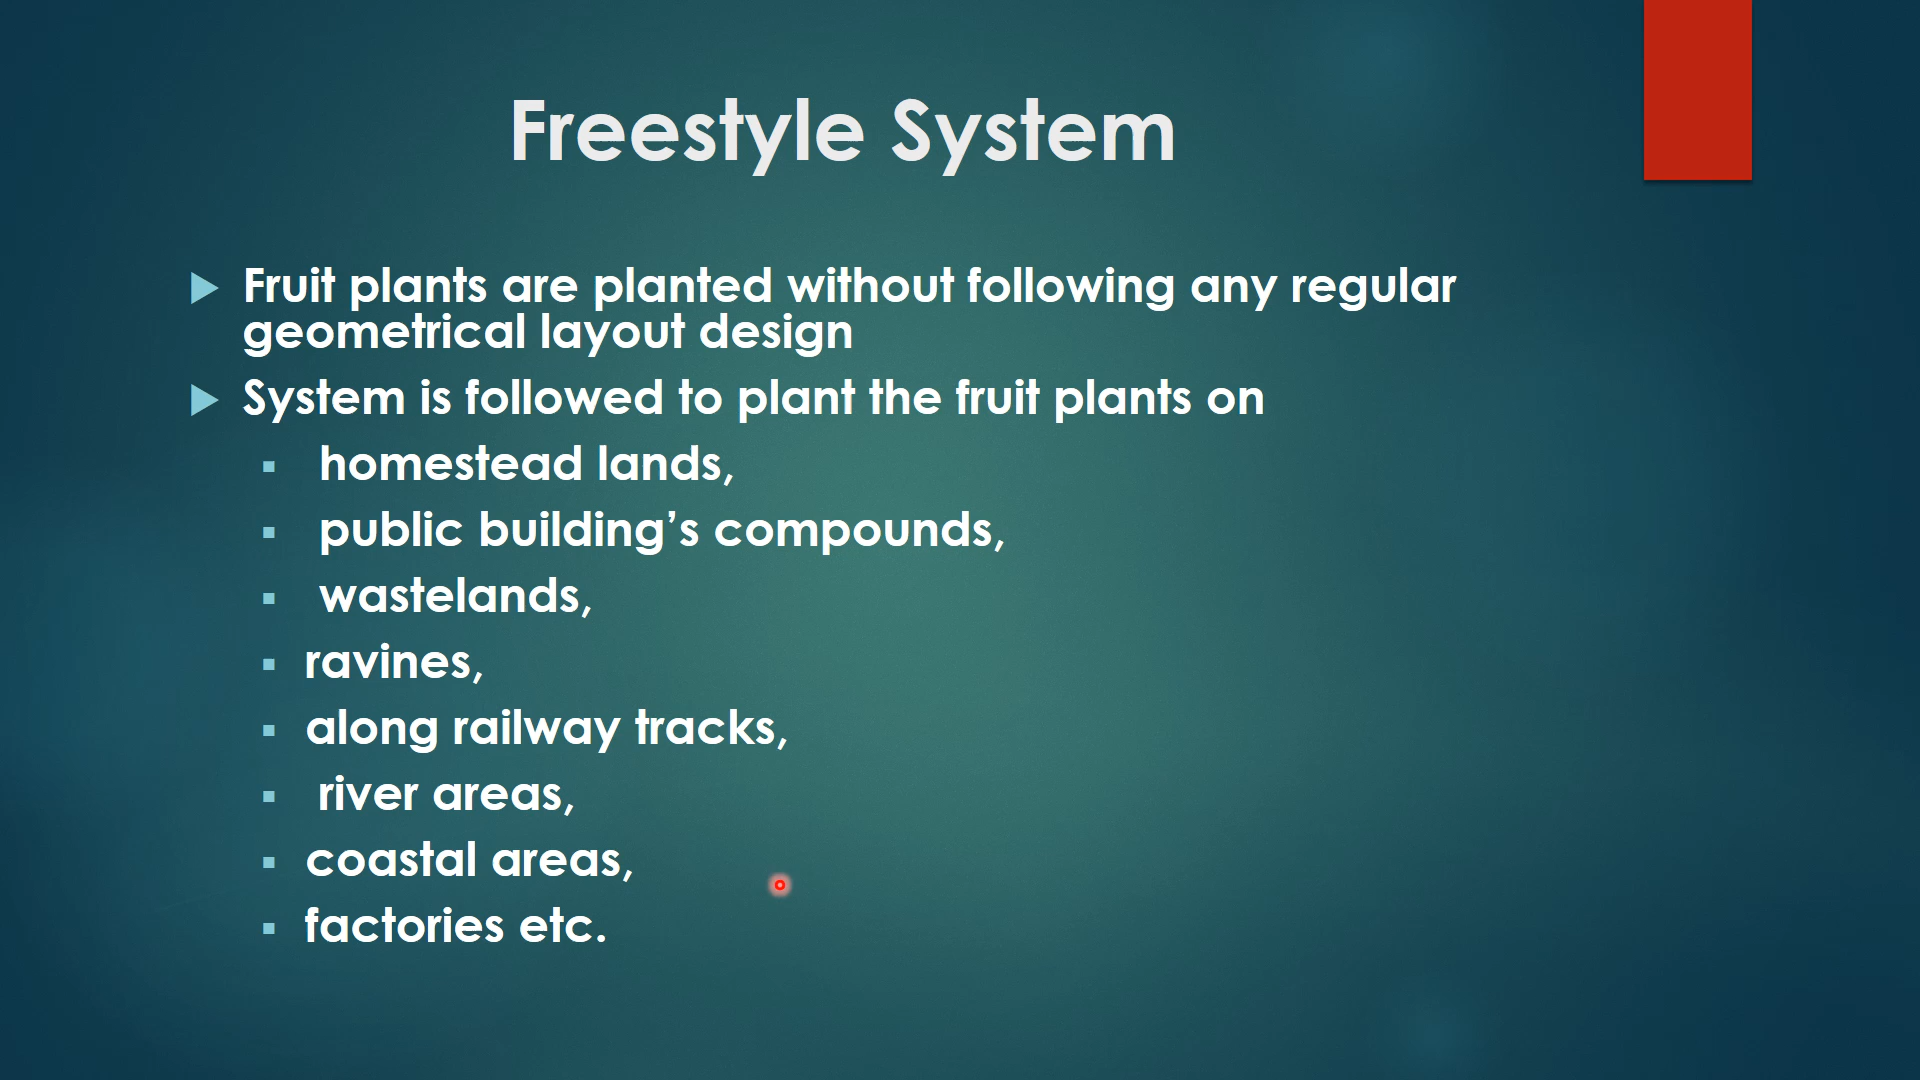 Freestyle System
Fruit plants are planted without following any regular
geometrical layout design
System is followed to plant the fruit plants on
homestead lands,
public building’s compounds,
wastelands,
ravines,
along railway tracks,
river areas,
coastal areas,
factories etc.